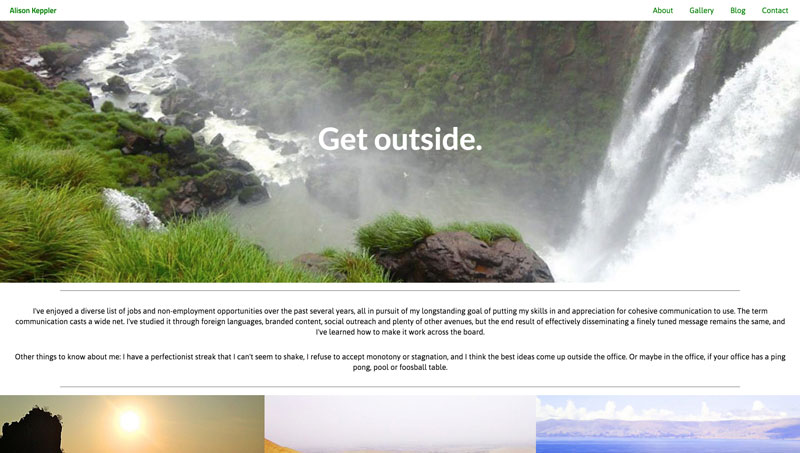 Alison Keppler
About Gallery Blog Contact
Get outside.
I've enjoyed a diverse list of jobs and non-employment opportunities over the past several years, all in pursuit of my longstanding goal of putting my skills in and appreciation for cohesive communication to use. The term
communication casts a wide net. I've studied it through foreign languages, branded content, social outreach and plenty of other avenues, but the end result of effectively disseminating a finely tuned message remains the same, and
I've learned how to make it work across the board.
Other things to know about me: I have a perfectionist streak that I can't seem to shake, I refuse to accept monotony or stagnation, and I think the best ideas come up outside the office. Or maybe in the office, if your office has a ping
pong, pool or foosball table.